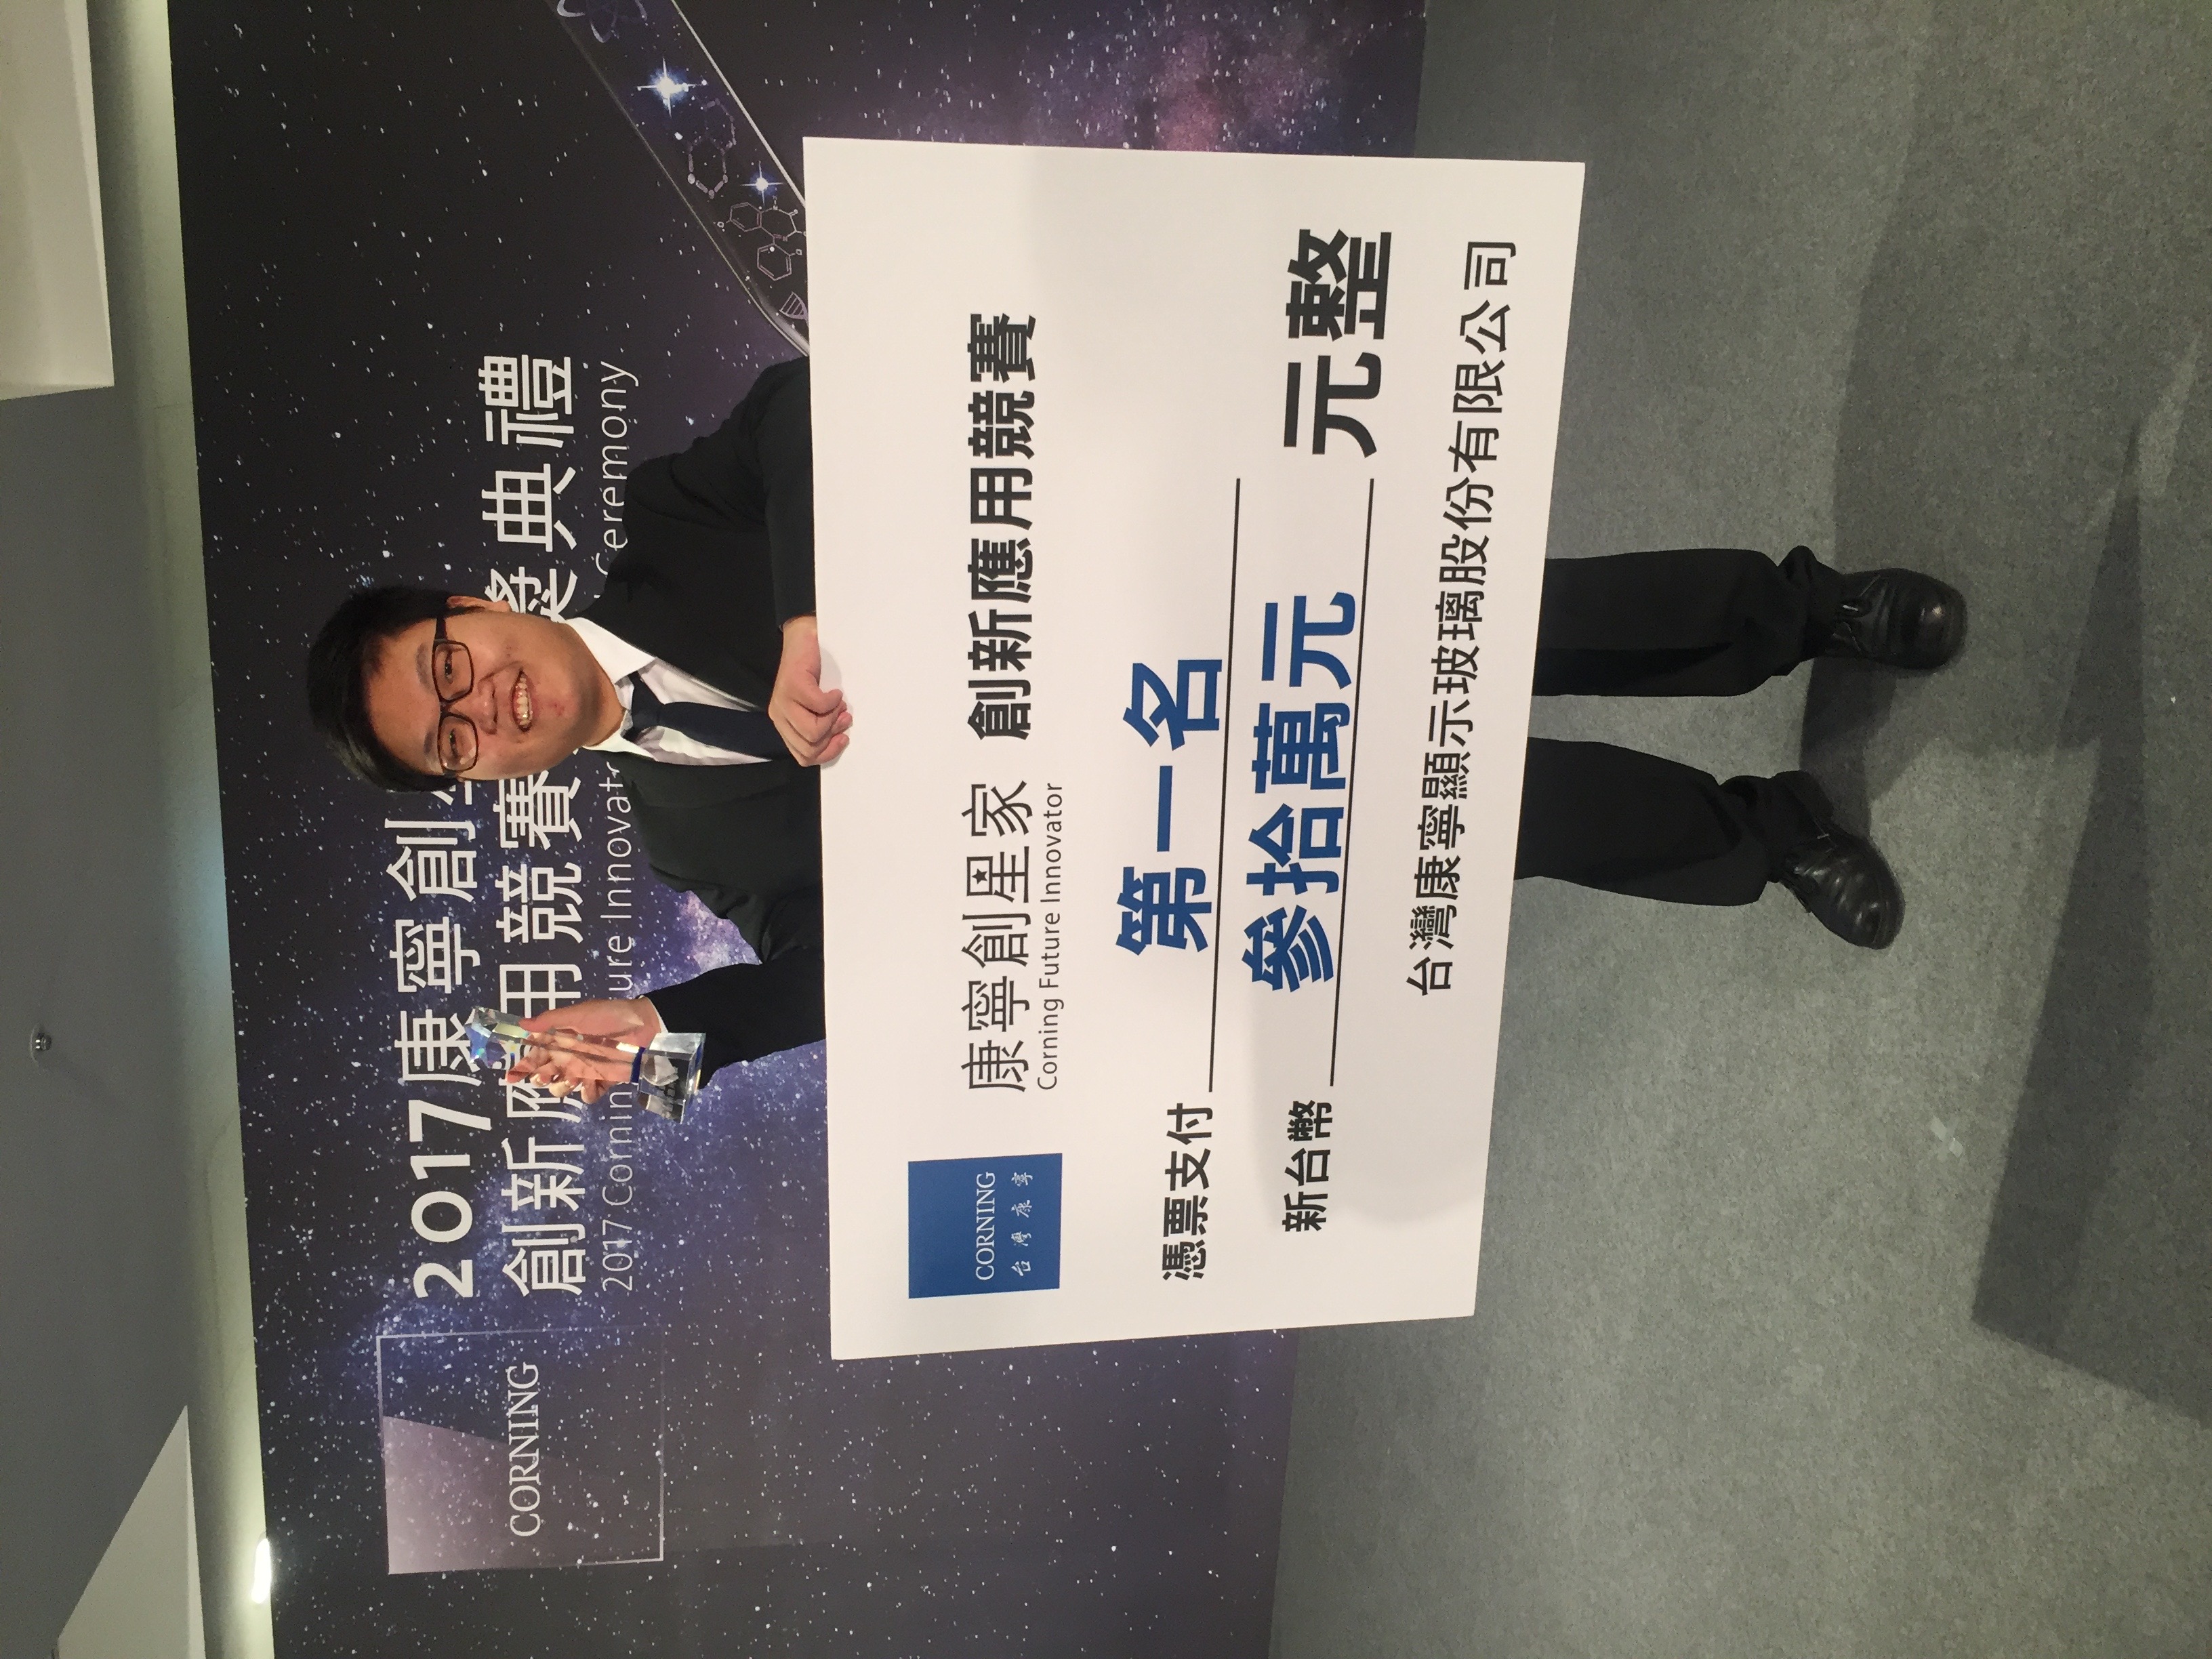 CORNING
2017康寧創
創新應用競賽 獎典禮
2017 Corning Innovator Ceremony
CORNING
台灣康寧
康寧創星家 創新應用競賽
Corning Future Innovator
憑票支付 第一名
新台幣 參拾萬元 元整
台灣康寧顯示玻璃股份有限公司